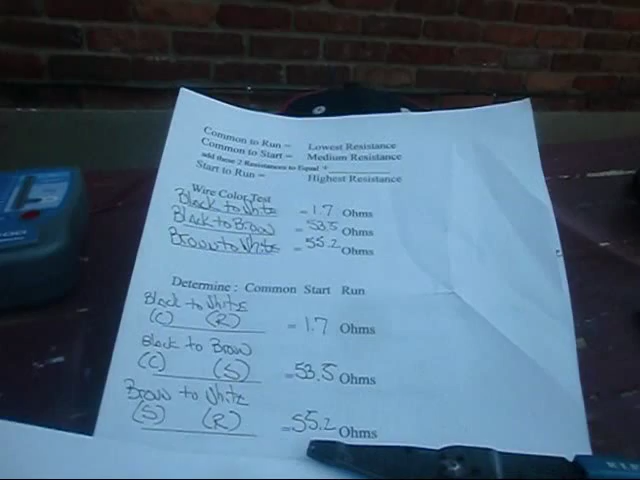 Common to Run = Lowest Resistance
Common to Start = Medium Resistance
add these 2 Resistances to Equal +
Start to Run = Highest Resistance
Wire Color Test
Black to White = 1.7 Ohms
Black to Brown = 53.5 Ohms
Brown to White = 55.2 Ohms
Determine : Common Start Run
Black to White
(C) (R) = 1.7 Ohms
Black to Brown
(C) (S) = 53.5 Ohms
Brown to White
(S) (R) = 55.2 Ohms